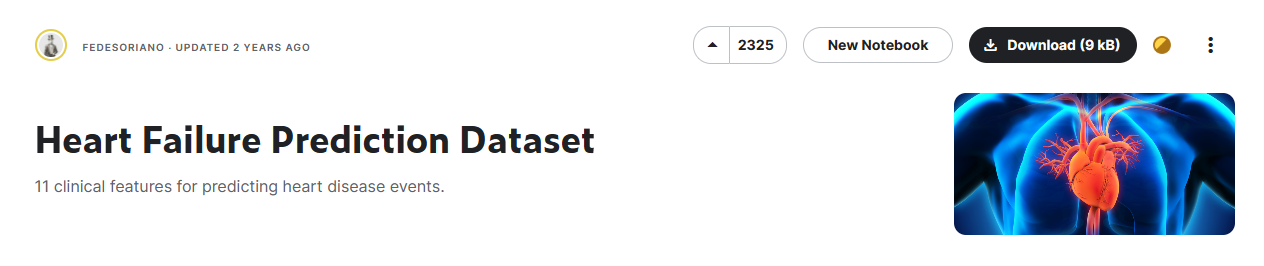 FEDESORIANO · UPDATED 2 YEARS AGO
2325
New Notebook
Download (9 kB)
Heart Failure Prediction Dataset
11 clinical features for predicting heart disease events.